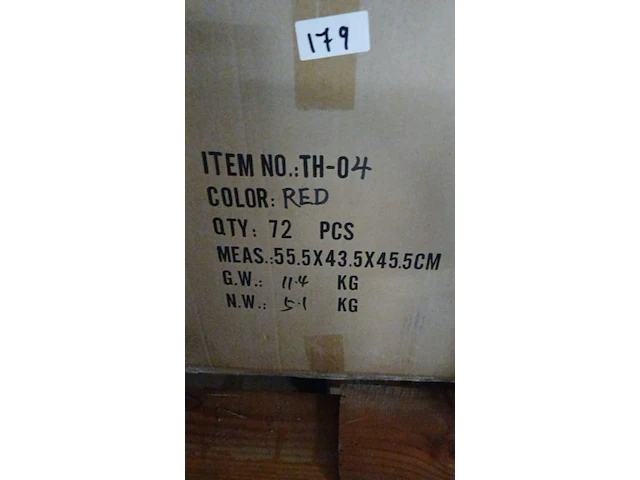 179
ITEM NO.:TH-04
COLOR: RED
QTY: 72 PCS
MEAS.:55.5X43.5X45.5CM
G.W.: 11.4 KG
N.W.: 5.1 KG